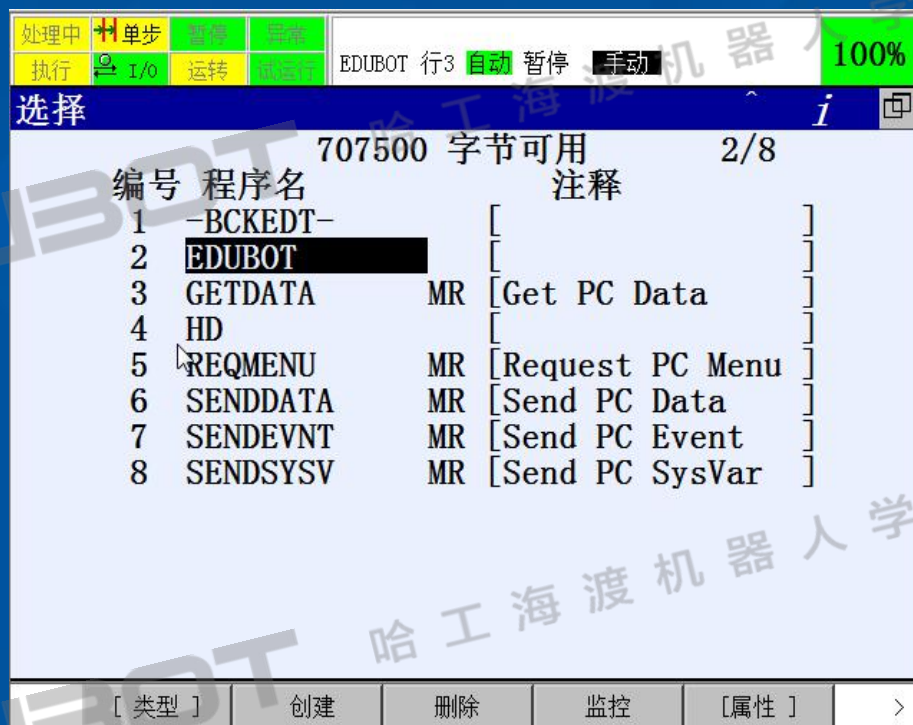 处理中 单步 暂停 异常
执行 I/O 运转 试运行 EDUBOT 行3 自动 暂停 手动 100%
选择 i
707500 字节可用 2/8
编号 程序名 注释
1 -BCKEDT- [ ]
2 EDUBOT [ ]
3 GETDATA MR [Get PC Data ]
4 HD [ ]
5 REQMENU MR [Request PC Menu ]
6 SENDDATA MR [Send PC Data ]
7 SENDEVNT MR [Send PC Event ]
8 SENDSYSV MR [Send PC SysVar ]
[ 类型 ] 创建 删除 监控 [属性 ] >
哈工海渡机器人学
哈工海渡机器人学